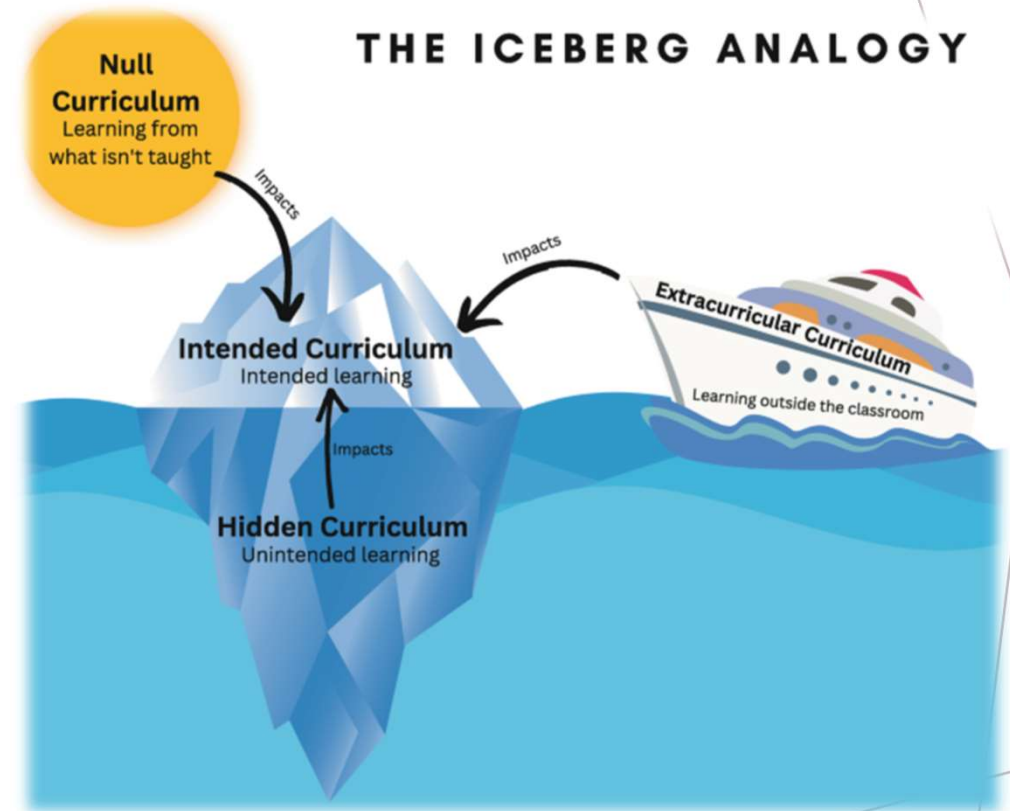 THE ICEBERG ANALOGY
Null
Curriculum
Learning from
what isn't taught
Impacts
Impacts
Extracurricular Curriculum
Learning outside the classroom
Intended Curriculum
Intended learning
Impacts
Hidden Curriculum
Unintended learning